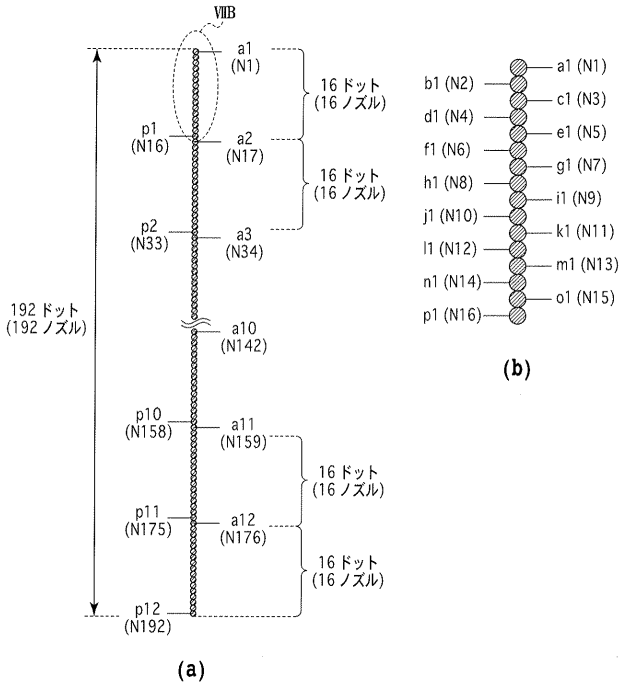 VIIB
a1
(N1)
16 ドット
(16 ノズル)
p1
(N16)
a2
(N17)
16 ドット
(16 ノズル)
p2
(N33)
a3
(N34)
192 ドット
(192 ノズル)
a10
(N142)
p10
(N158)
a11
(N159)
16 ドット
(16 ノズル)
p11
(N175)
a12
(N176)
16 ドット
(16 ノズル)
p12
(N192)
(a)
a1 (N1)
b1 (N2)
c1 (N3)
d1 (N4)
e1 (N5)
f1 (N6)
g1 (N7)
h1 (N8)
i1 (N9)
j1 (N10)
k1 (N11)
l1 (N12)
m1 (N13)
n1 (N14)
o1 (N15)
p1 (N16)
(b)